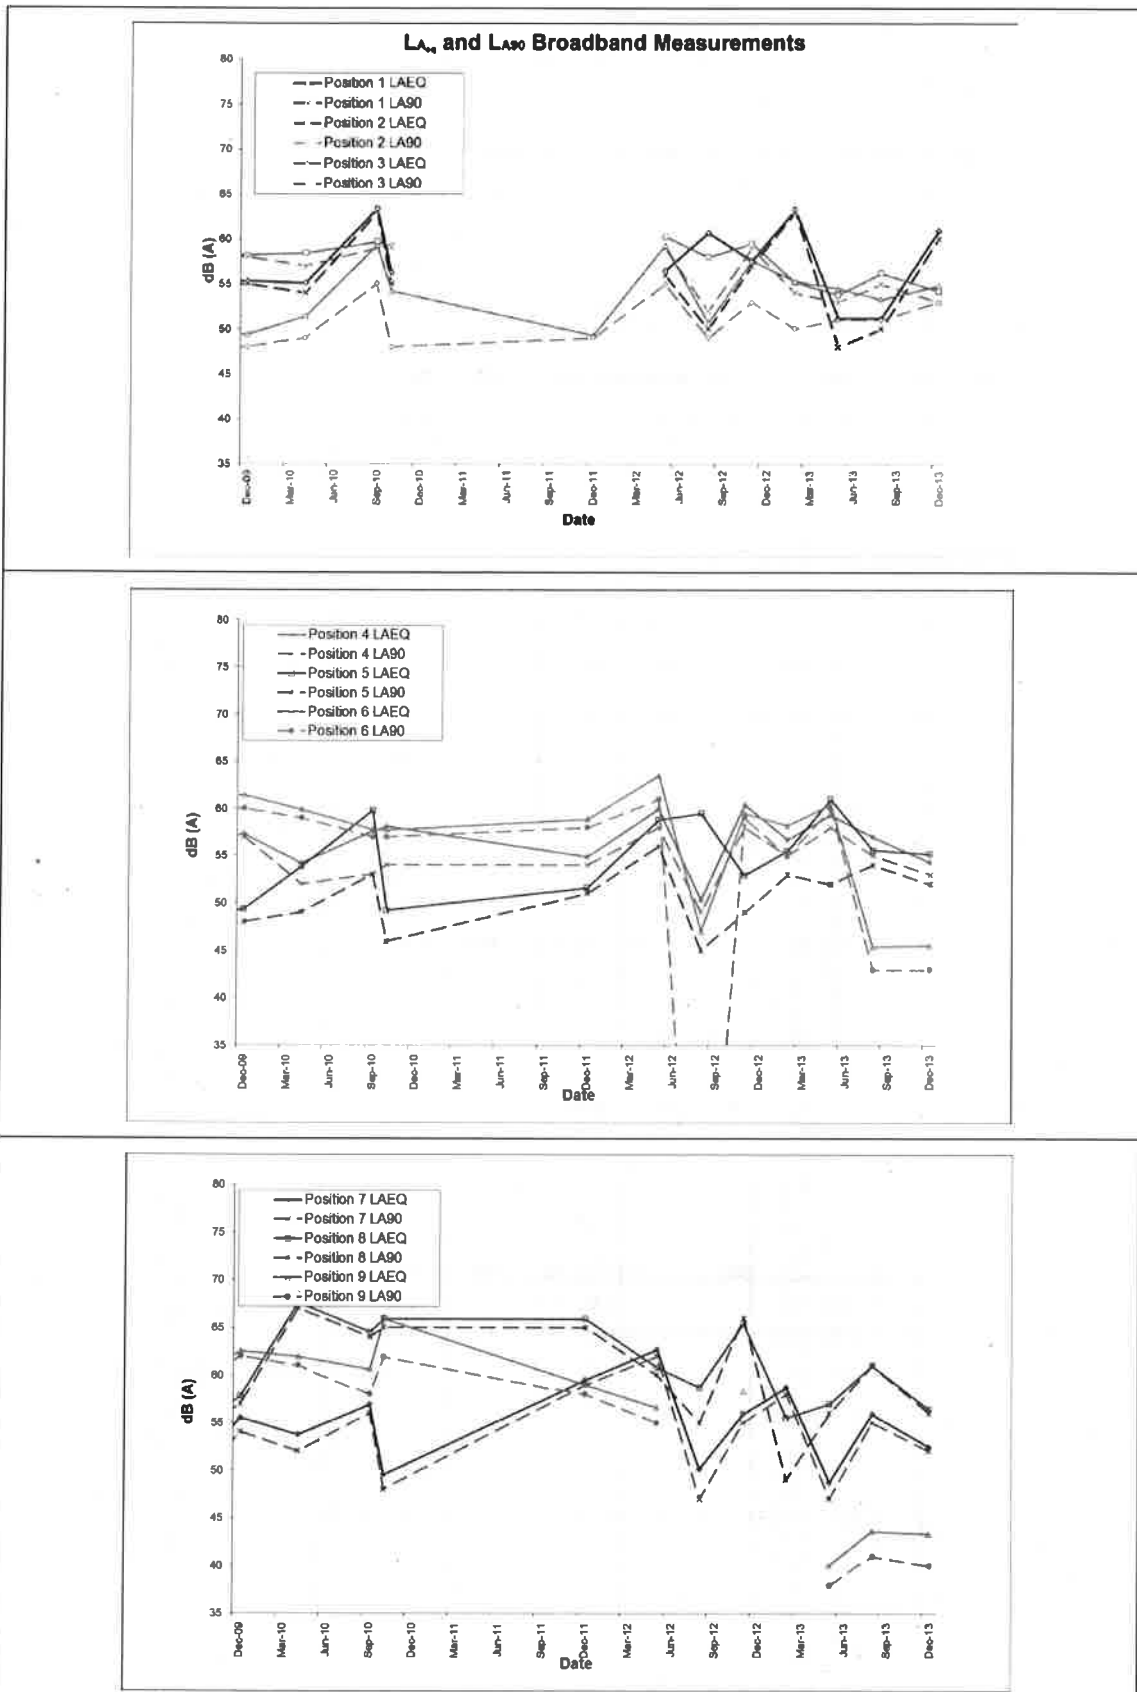 LAeq and LA90 Broadband Measurements
80
75
70
65
60
55
50
45
40
35
dB (A)
Position 1 LAEQ
Position 1 LA90
Position 2 LAEQ
Position 2 LA90
Position 3 LAEQ
Position 3 LA90
Dec-09 Mar-10 Jun-10 Sep-10 Dec-10 Mar-11 Jun-11 Sep-11 Dec-11 Mar-12 Jun-12 Sep-12 Dec-12 Mar-13 Jun-13 Sep-13 Dec-13
Date
80
75
70
65
60
55
50
45
40
35
dB (A)
Position 4 LAEQ
Position 4 LA90
Position 5 LAEQ
Position 5 LA90
Position 6 LAEQ
Position 6 LA90
Dec-09 Mar-10 Jun-10 Sep-10 Dec-10 Mar-11 Jun-11 Sep-11 Dec-11 Mar-12 Jun-12 Sep-12 Dec-12 Mar-13 Jun-13 Sep-13 Dec-13
Date
80
75
70
65
60
55
50
45
40
35
dB (A)
Position 7 LAEQ
Position 7 LA90
Position 8 LAEQ
Position 8 LA90
Position 9 LAEQ
Position 9 LA90
Dec-09 Mar-10 Jun-10 Sep-10 Dec-10 Mar-11 Jun-11 Sep-11 Dec-11 Mar-12 Jun-12 Sep-12 Dec-12 Mar-13 Jun-13 Sep-13 Dec-13
Date